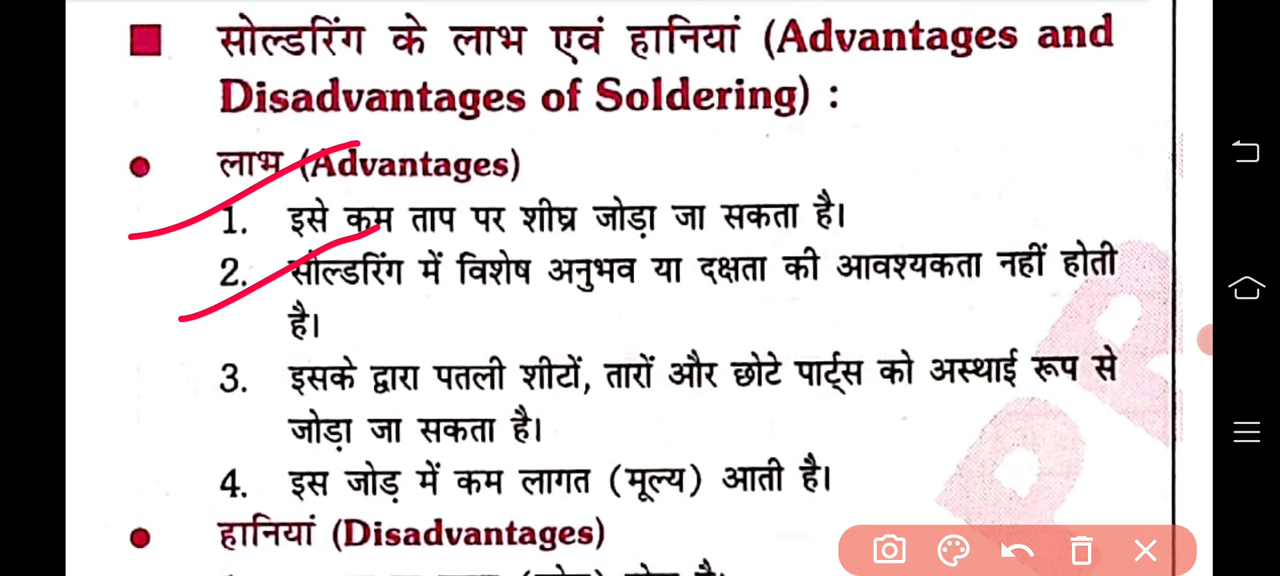 सोल्डरिंग के लाभ एवं हानियां (Advantages and
Disadvantages of Soldering) :
लाभ (Advantages)
1. इसे कम ताप पर शीघ्र जोड़ा जा सकता है।
2. सोल्डरिंग में विशेष अनुभव या दक्षता की आवश्यकता नहीं होती
है।
3. इसके द्वारा पतली शीटों, तारों और छोटे पार्ट्स को अस्थाई रूप से
जोड़ा जा सकता है।
4. इस जोड़ में कम लागत (मूल्य) आती है।
हानियां (Disadvantages)